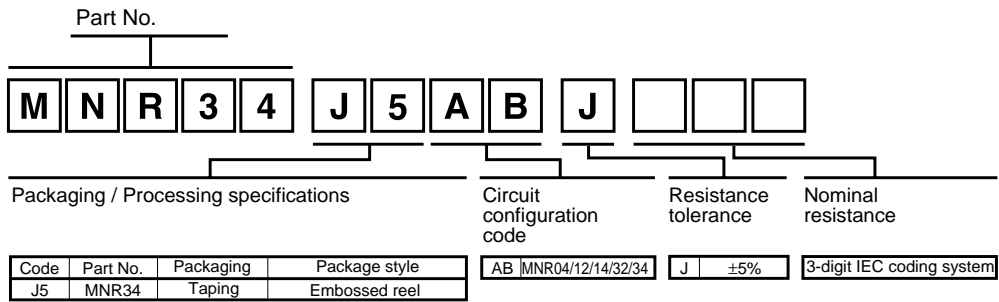 Part No.
M N R 3 4 J 5 A B J
Packaging / Processing specifications
Circuit
configuration
code
Resistance
tolerance
Nominal
resistance
Code Part No. Packaging Package style
J5 MNR34 Taping Embossed reel
AB MNR04/12/14/32/34
J ±5%
3-digit IEC coding system